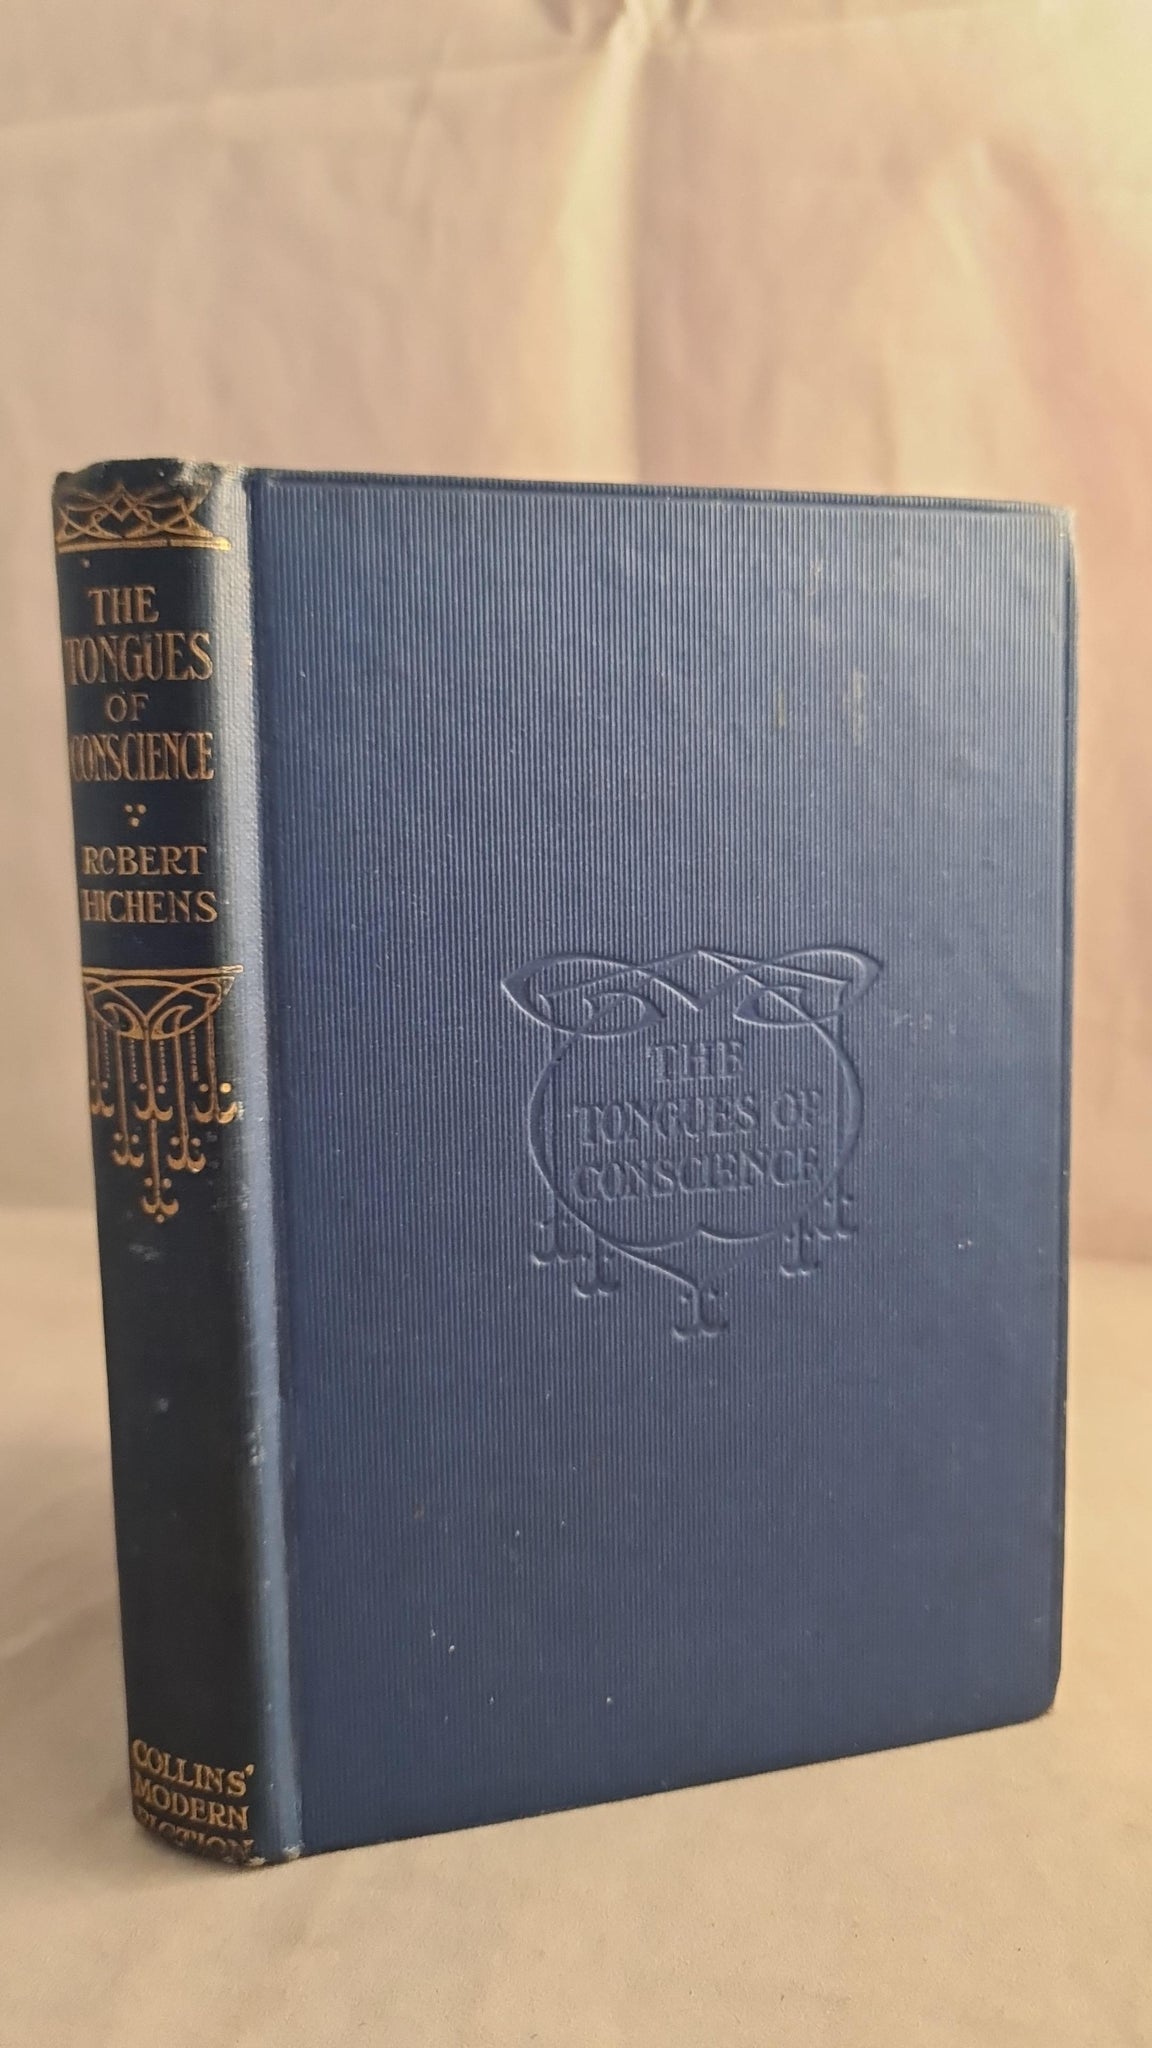 THE
TONGUES
OF
CONSCIENCE
ROBERT
HICHENS
COLLINS'
MODERN
FICTION
THE
TONGUES OF
CONSCIENCE